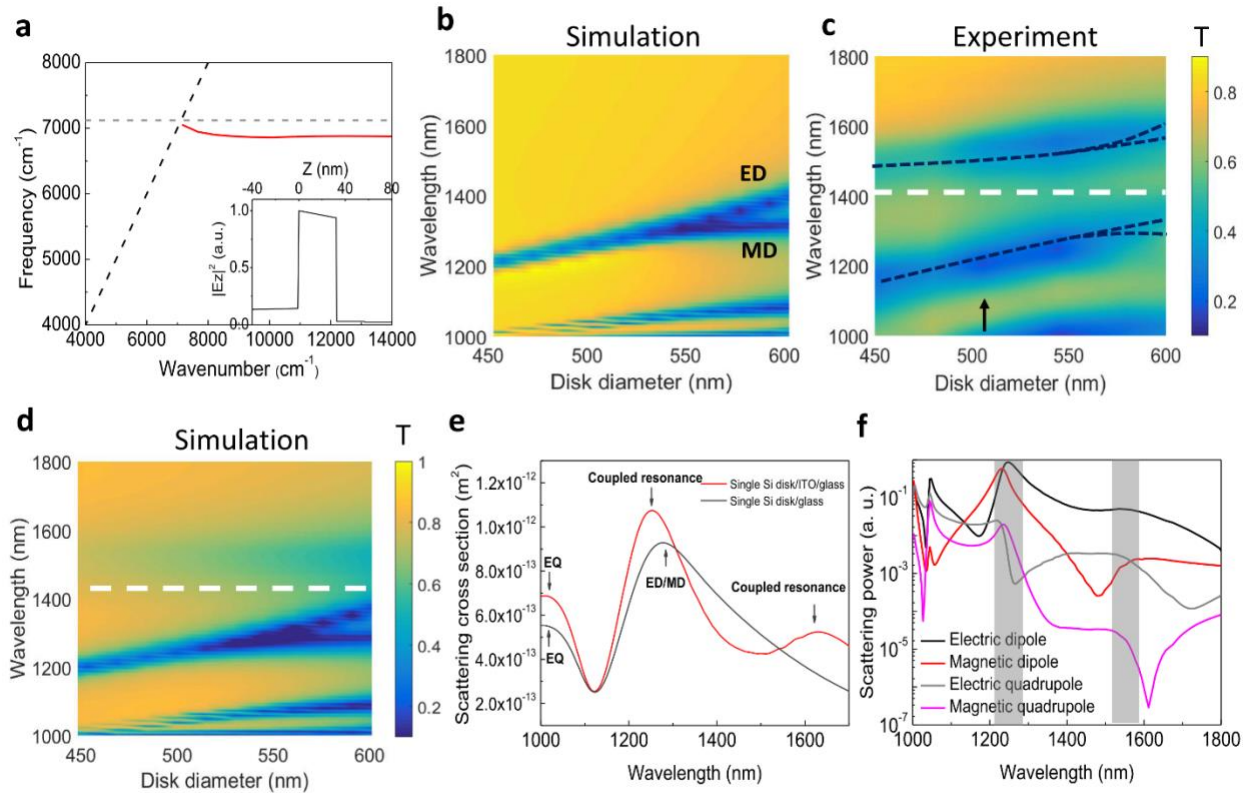 a
8000
7000
6000
5000
4000
Frequency (cm⁻¹)
4000 6000 8000 10000 12000 14000
Wavenumber (cm⁻¹)
Z (nm)
-40 0 40 80
1.0
0.5
0.0
|Ez|² (a.u.)
b
Simulation
1800
1600
1400
1200
1000
Wavelength (nm)
ED
MD
450 500 550 600
Disk diameter (nm)
c
Experiment
T
1800
1600
1400
1200
1000
Wavelength (nm)
450 500 550 600
Disk diameter (nm)
0.8
0.6
0.4
0.2
d
Simulation
T
1800
1600
1400
1200
1000
Wavelength (nm)
450 500 550 600
Disk diameter (nm)
1
0.8
0.6
0.4
0.2
e
1.2x10⁻¹²
1.0x10⁻¹²
8.0x10⁻¹³
6.0x10⁻¹³
4.0x10⁻¹³
2.0x10⁻¹³
Scattering cross section (m²)
Coupled resonance
Single Si disk/ITO/glass
Single Si disk/glass
EQ
EQ
ED/MD
Coupled resonance
1000 1200 1400 1600
Wavelength (nm)
f
10⁻¹
10⁻³
10⁻⁵
10⁻⁷
Scattering power (a. u.)
Electric dipole
Magnetic dipole
Electric quadrupole
Magnetic quadrupole
1000 1200 1400 1600 1800
Wavelength (nm)